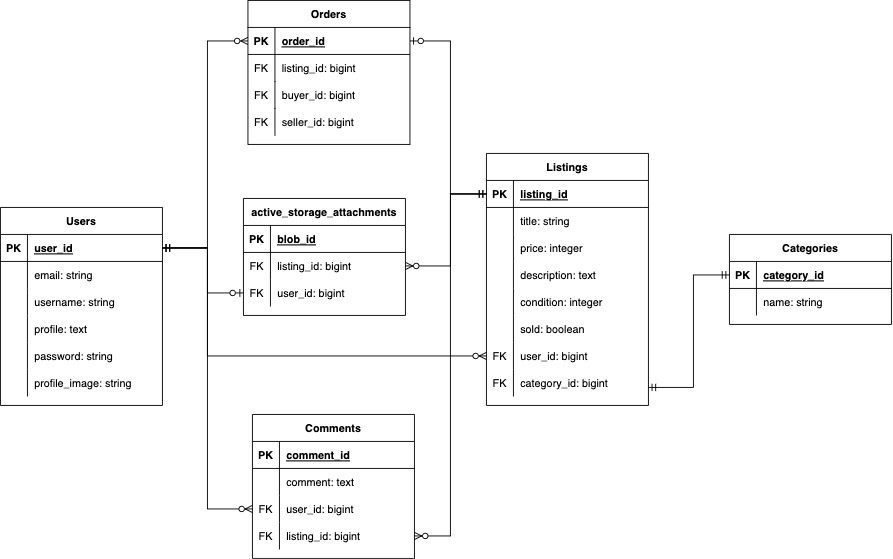 Orders
PK order_id
FK listing_id: bigint
FK buyer_id: bigint
FK seller_id: bigint
Users
PK user_id
email: string
username: string
profile: text
password: string
profile_image: string
active_storage_attachments
PK blob_id
FK listing_id: bigint
FK user_id: bigint
Comments
PK comment_id
comment: text
FK user_id: bigint
FK listing_id: bigint
Listings
PK listing_id
title: string
price: integer
description: text
condition: integer
sold: boolean
FK user_id: bigint
FK category_id: bigint
Categories
PK category_id
name: string